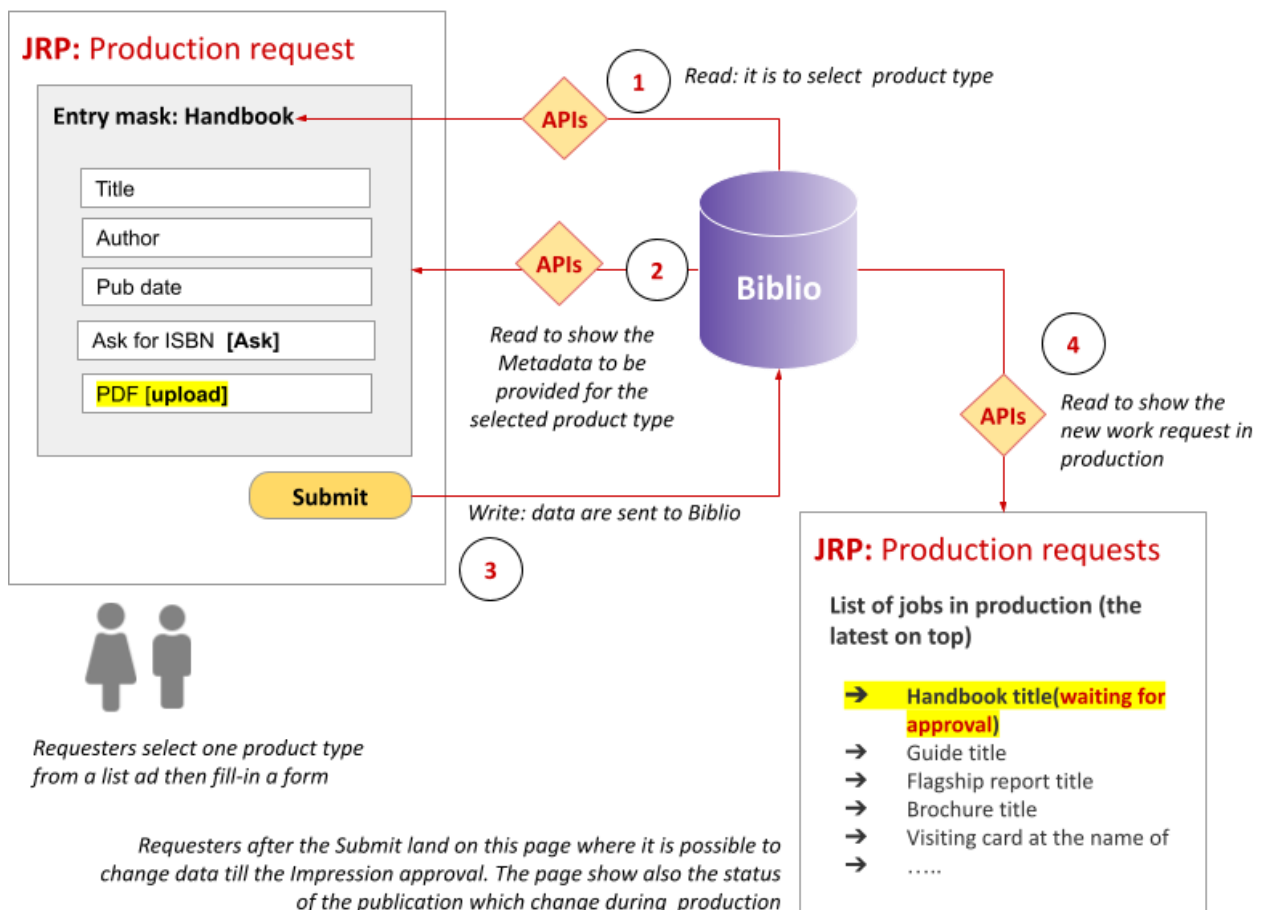 JRP: Production request
Entry mask: Handbook
Title
Author
Pub date
Ask for ISBN [Ask]
PDF [upload]
Submit
APIs
1
Read: it is to select product type
APIs
2
Read to show the
Metadata to be
provided for the
selected product type
Biblio
Write: data are sent to Biblio
3
4
APIs
Read to show the
new work request in
production
Requesters select one product type
from a list ad then fill-in a form
JRP: Production requests
List of jobs in production (the
latest on top)
➔ Handbook title(waiting for
approval)
➔ Guide title
➔ Flagship report title
➔ Brochure title
➔ Visiting card at the name of
➔ …..
Requesters after the Submit land on this page where it is possible to
change data till the Impression approval. The page show also the status
of the publication which change during production